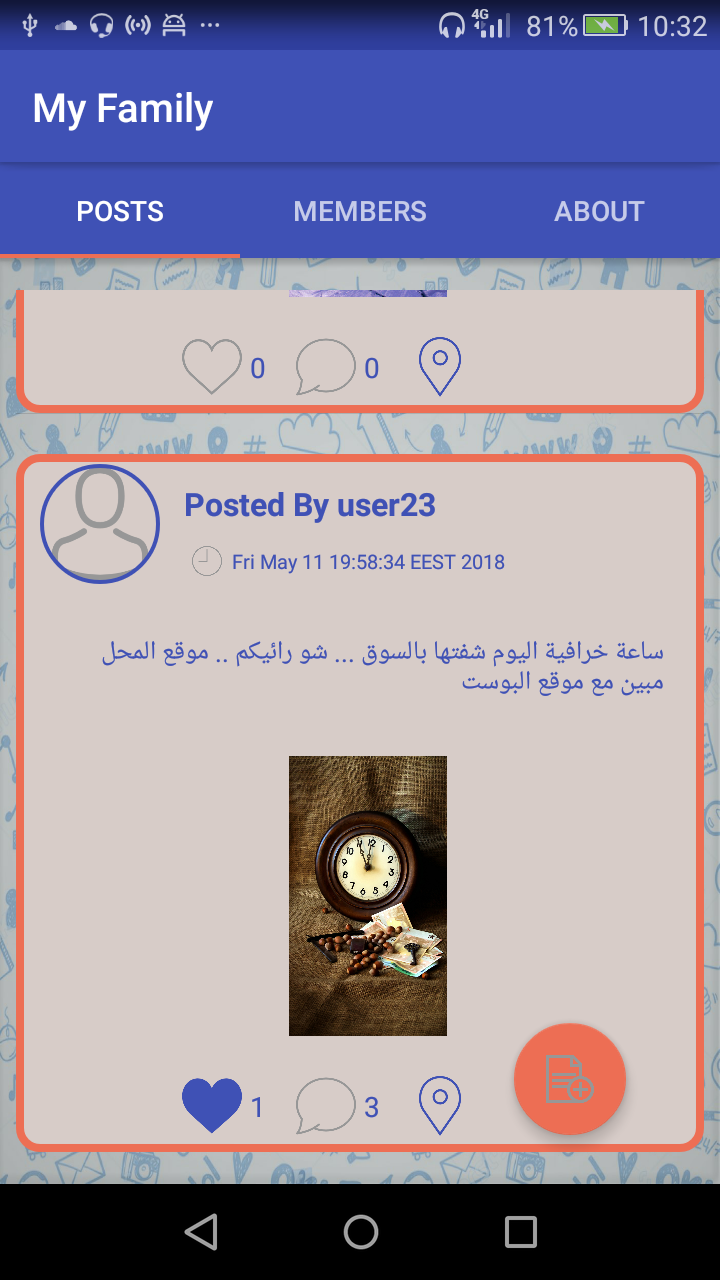 4G 81% 10:32
My Family
POSTS MEMBERS ABOUT
0 0
Posted By user23
Fri May 11 19:58:34 EEST 2018
ساعة خرافية اليوم شفتها بالسوق ... شو رائيكم .. موقع المحل
مبين مع موقع البوست
1 3